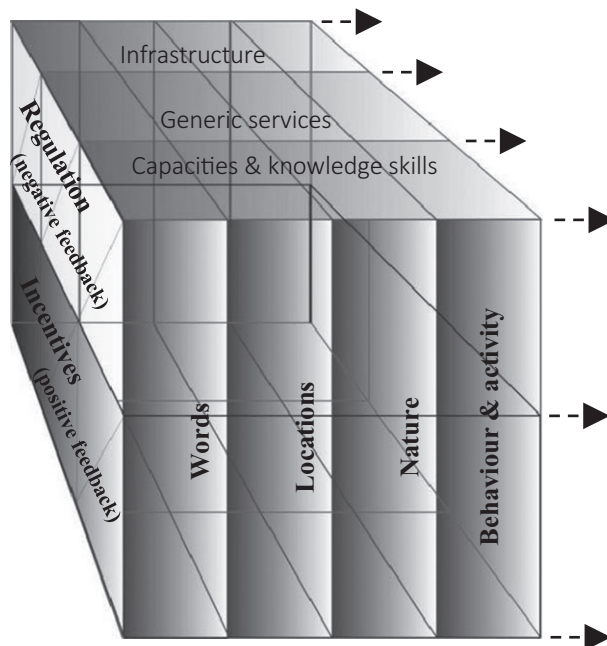 Infrastructure
Generic services
Capacities & knowledge skills
Regulation
(negative feedback)
Incentives
(positive feedback)
Words
Locations
Nature
Behaviour & activity